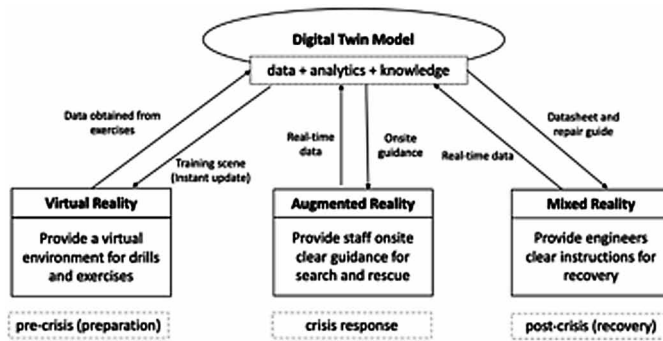 Digital Twin Model
data + analytics + knowledge
Data obtained from
exercises
Training scene
(Instant update)
Real-time
data
Onsite
guidance
Real-time data
Datasheet and
repair guide
Virtual Reality
Provide a virtual
environment for drills
and exercises
Augmented Reality
Provide staff onsite
clear guidance for
search and rescue
Mixed Reality
Provide engineers
clear instructions for
recovery
pre-crisis (preparation)
crisis response
post-crisis (recovery)